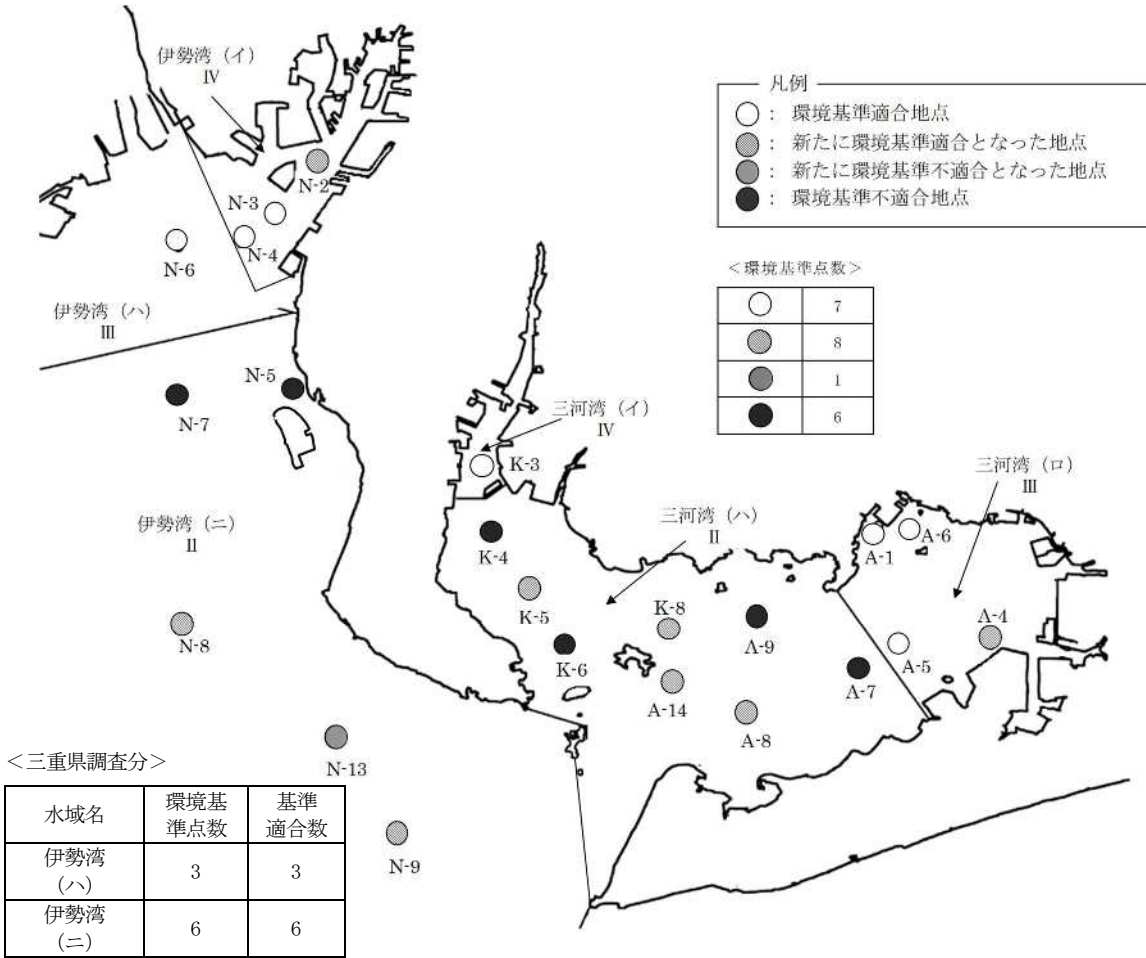 伊勢湾（イ）
Ⅳ
凡例
： 環境基準適合地点
： 新たに環境基準適合となった地点
： 新たに環境基準不適合となった地点
： 環境基準不適合地点
N-2
N-3
N-4
N-6
＜環境基準点数＞
7
8
1
6
伊勢湾（ハ）
Ⅲ
N-5
N-7
三河湾（イ）
Ⅳ
K-3
三河湾（ロ）
Ⅲ
伊勢湾（ニ）
Ⅱ
三河湾（ハ）
Ⅱ
A-1
A-6
K-4
K-5
K-8
A-9
A-4
N-8
K-6
A-5
A-7
A-14
A-8
N-13
N-9
＜三重県調査分＞
水域名 環境基準点数 基準適合数
伊勢湾（ハ） 3 3
伊勢湾（ニ） 6 6